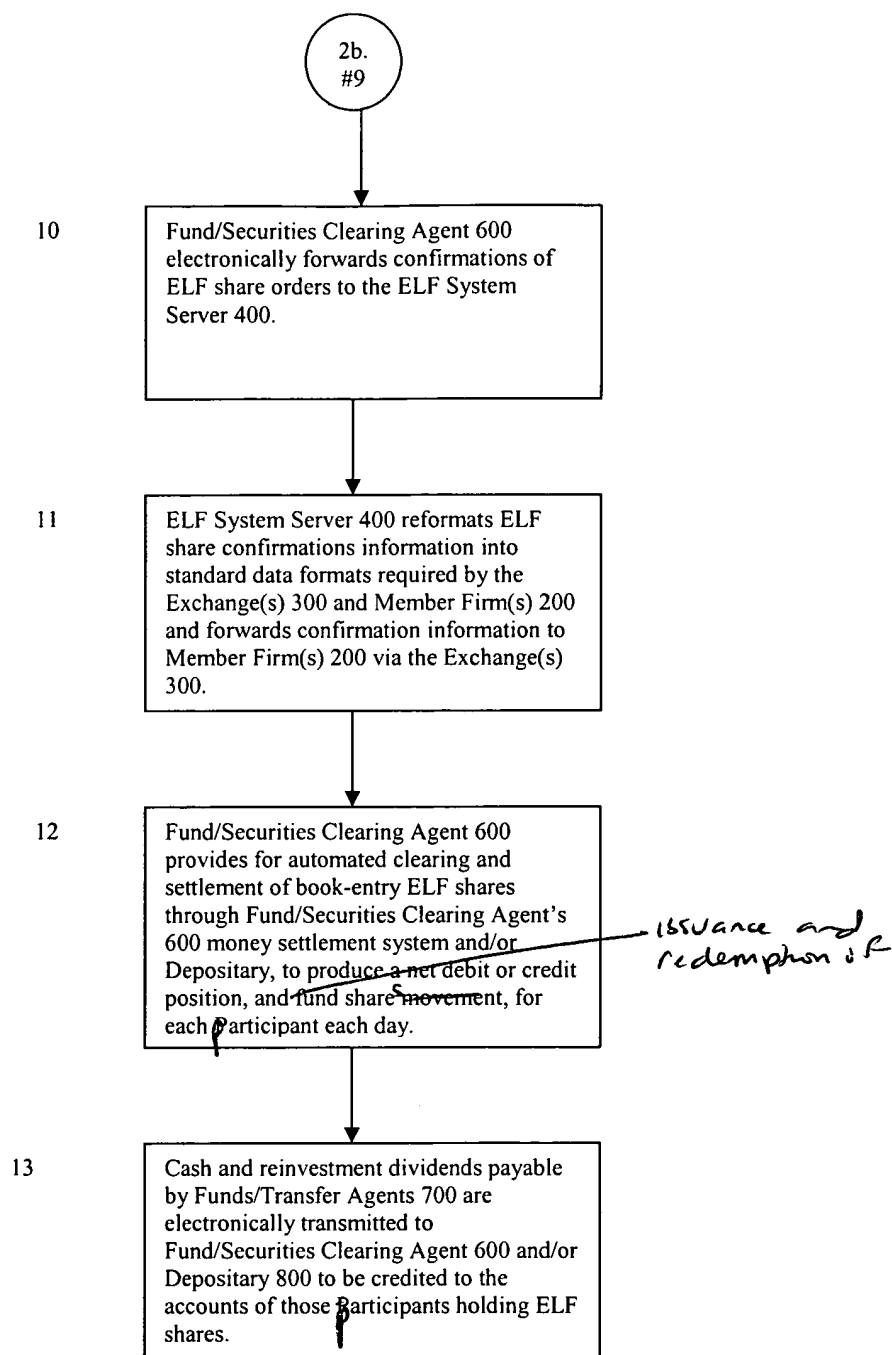 2b.
#9
10
Fund/Securities Clearing Agent 600
electronically forwards confirmations of
ELF share orders to the ELF System
Server 400.
11
ELF System Server 400 reformats ELF
share confirmations information into
standard data formats required by the
Exchange(s) 300 and Member Firm(s) 200
and forwards confirmation information to
Member Firm(s) 200 via the Exchange(s)
300.
12
Fund/Securities Clearing Agent 600
provides for automated clearing and
settlement of book-entry ELF shares
through Fund/Securities Clearing Agent's
600 money settlement system and/or
Depositary, to produce a net debit or credit
position, and fund shares movement, for
each participant each day.
issuance and
redemption of
13
Cash and reinvestment dividends payable
by Funds/Transfer Agents 700 are
electronically transmitted to
Fund/Securities Clearing Agent 600 and/or
Depositary 800 to be credited to the
accounts of those participants holding ELF
shares.